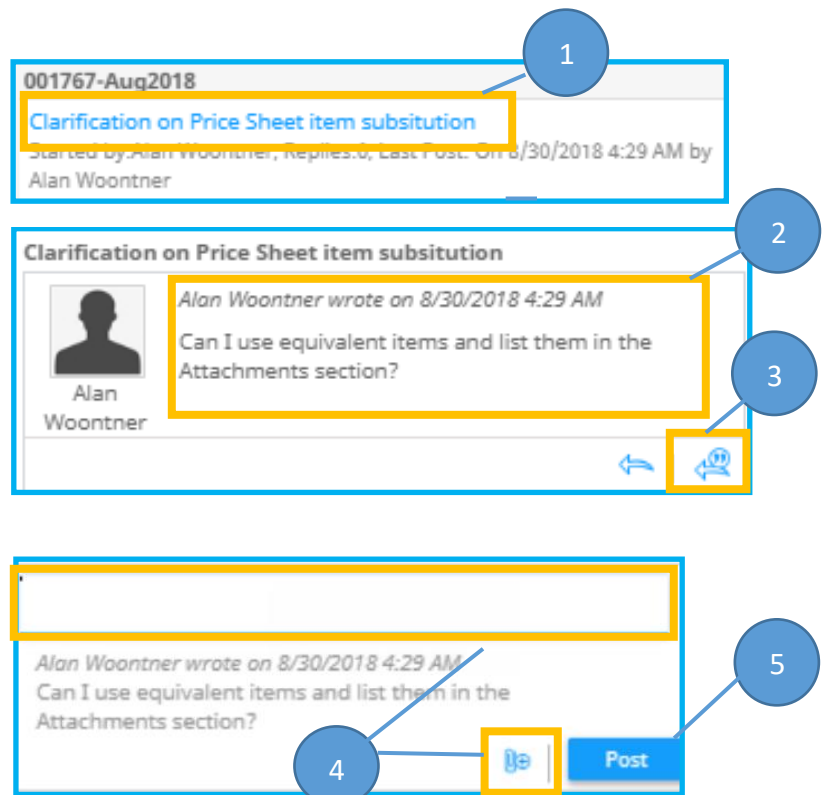 1
001767-Aug2018
Clarification on Price Sheet item subsitution
Started by:Alan Woontner, Replies:0, Last Post: On 8/30/2018 4:29 AM by
Alan Woontner
2
Clarification on Price Sheet item subsitution
Alan Woontner wrote on 8/30/2018 4:29 AM
Can I use equivalent items and list them in the
Attachments section?
Alan
Woontner
3
Alan Woontner wrote on 8/30/2018 4:29 AM
Can I use equivalent items and list them in the
Attachments section?
4
Post
5